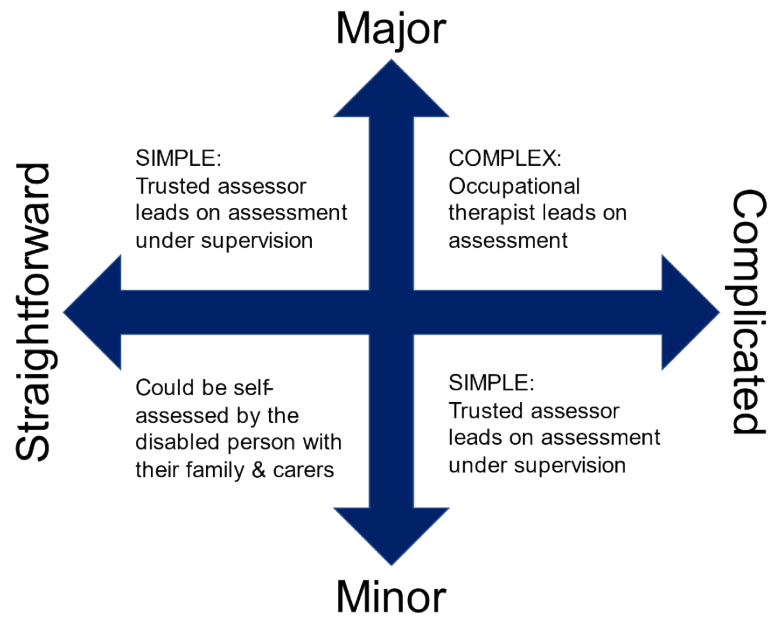 Major
SIMPLE:
Trusted assessor
leads on assessment
under supervision
COMPLEX:
Occupational
therapist leads on
assessment
Straightforward
Complicated
Could be self-
assessed by the
disabled person with
their family & carers
SIMPLE:
Trusted assessor
leads on assessment
under supervision
Minor